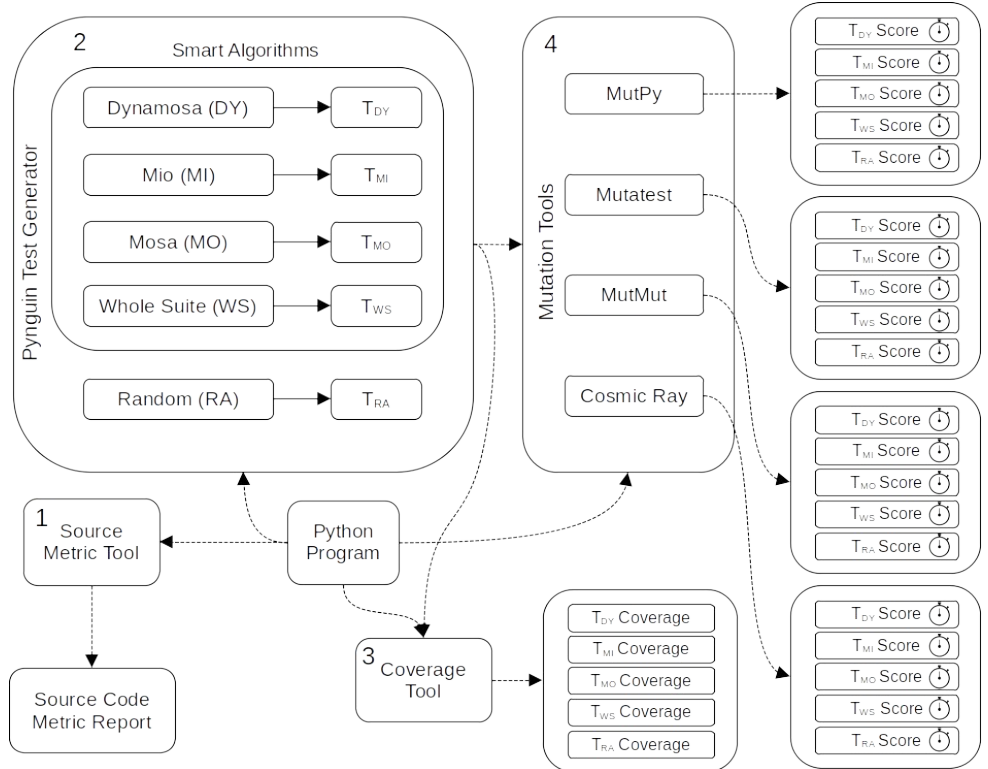 2
Smart Algorithms
Pynguin Test Generator
Dynamosa (DY)
TDY
Mio (MI)
TMI
Mosa (MO)
TMO
Whole Suite (WS)
TWS
Random (RA)
TRA
4
Mutation Tools
MutPy
Mutatest
MutMut
Cosmic Ray
TDY Score
TMI Score
TMO Score
TWS Score
TRA Score
TDY Score
TMI Score
TMO Score
TWS Score
TRA Score
TDY Score
TMI Score
TMO Score
TWS Score
TRA Score
TDY Score
TMI Score
TMO Score
TWS Score
TRA Score
1
Source
Metric Tool
Python
Program
Source Code
Metric Report
3
Coverage
Tool
TDY Coverage
TMI Coverage
TMO Coverage
TWS Coverage
TRA Coverage